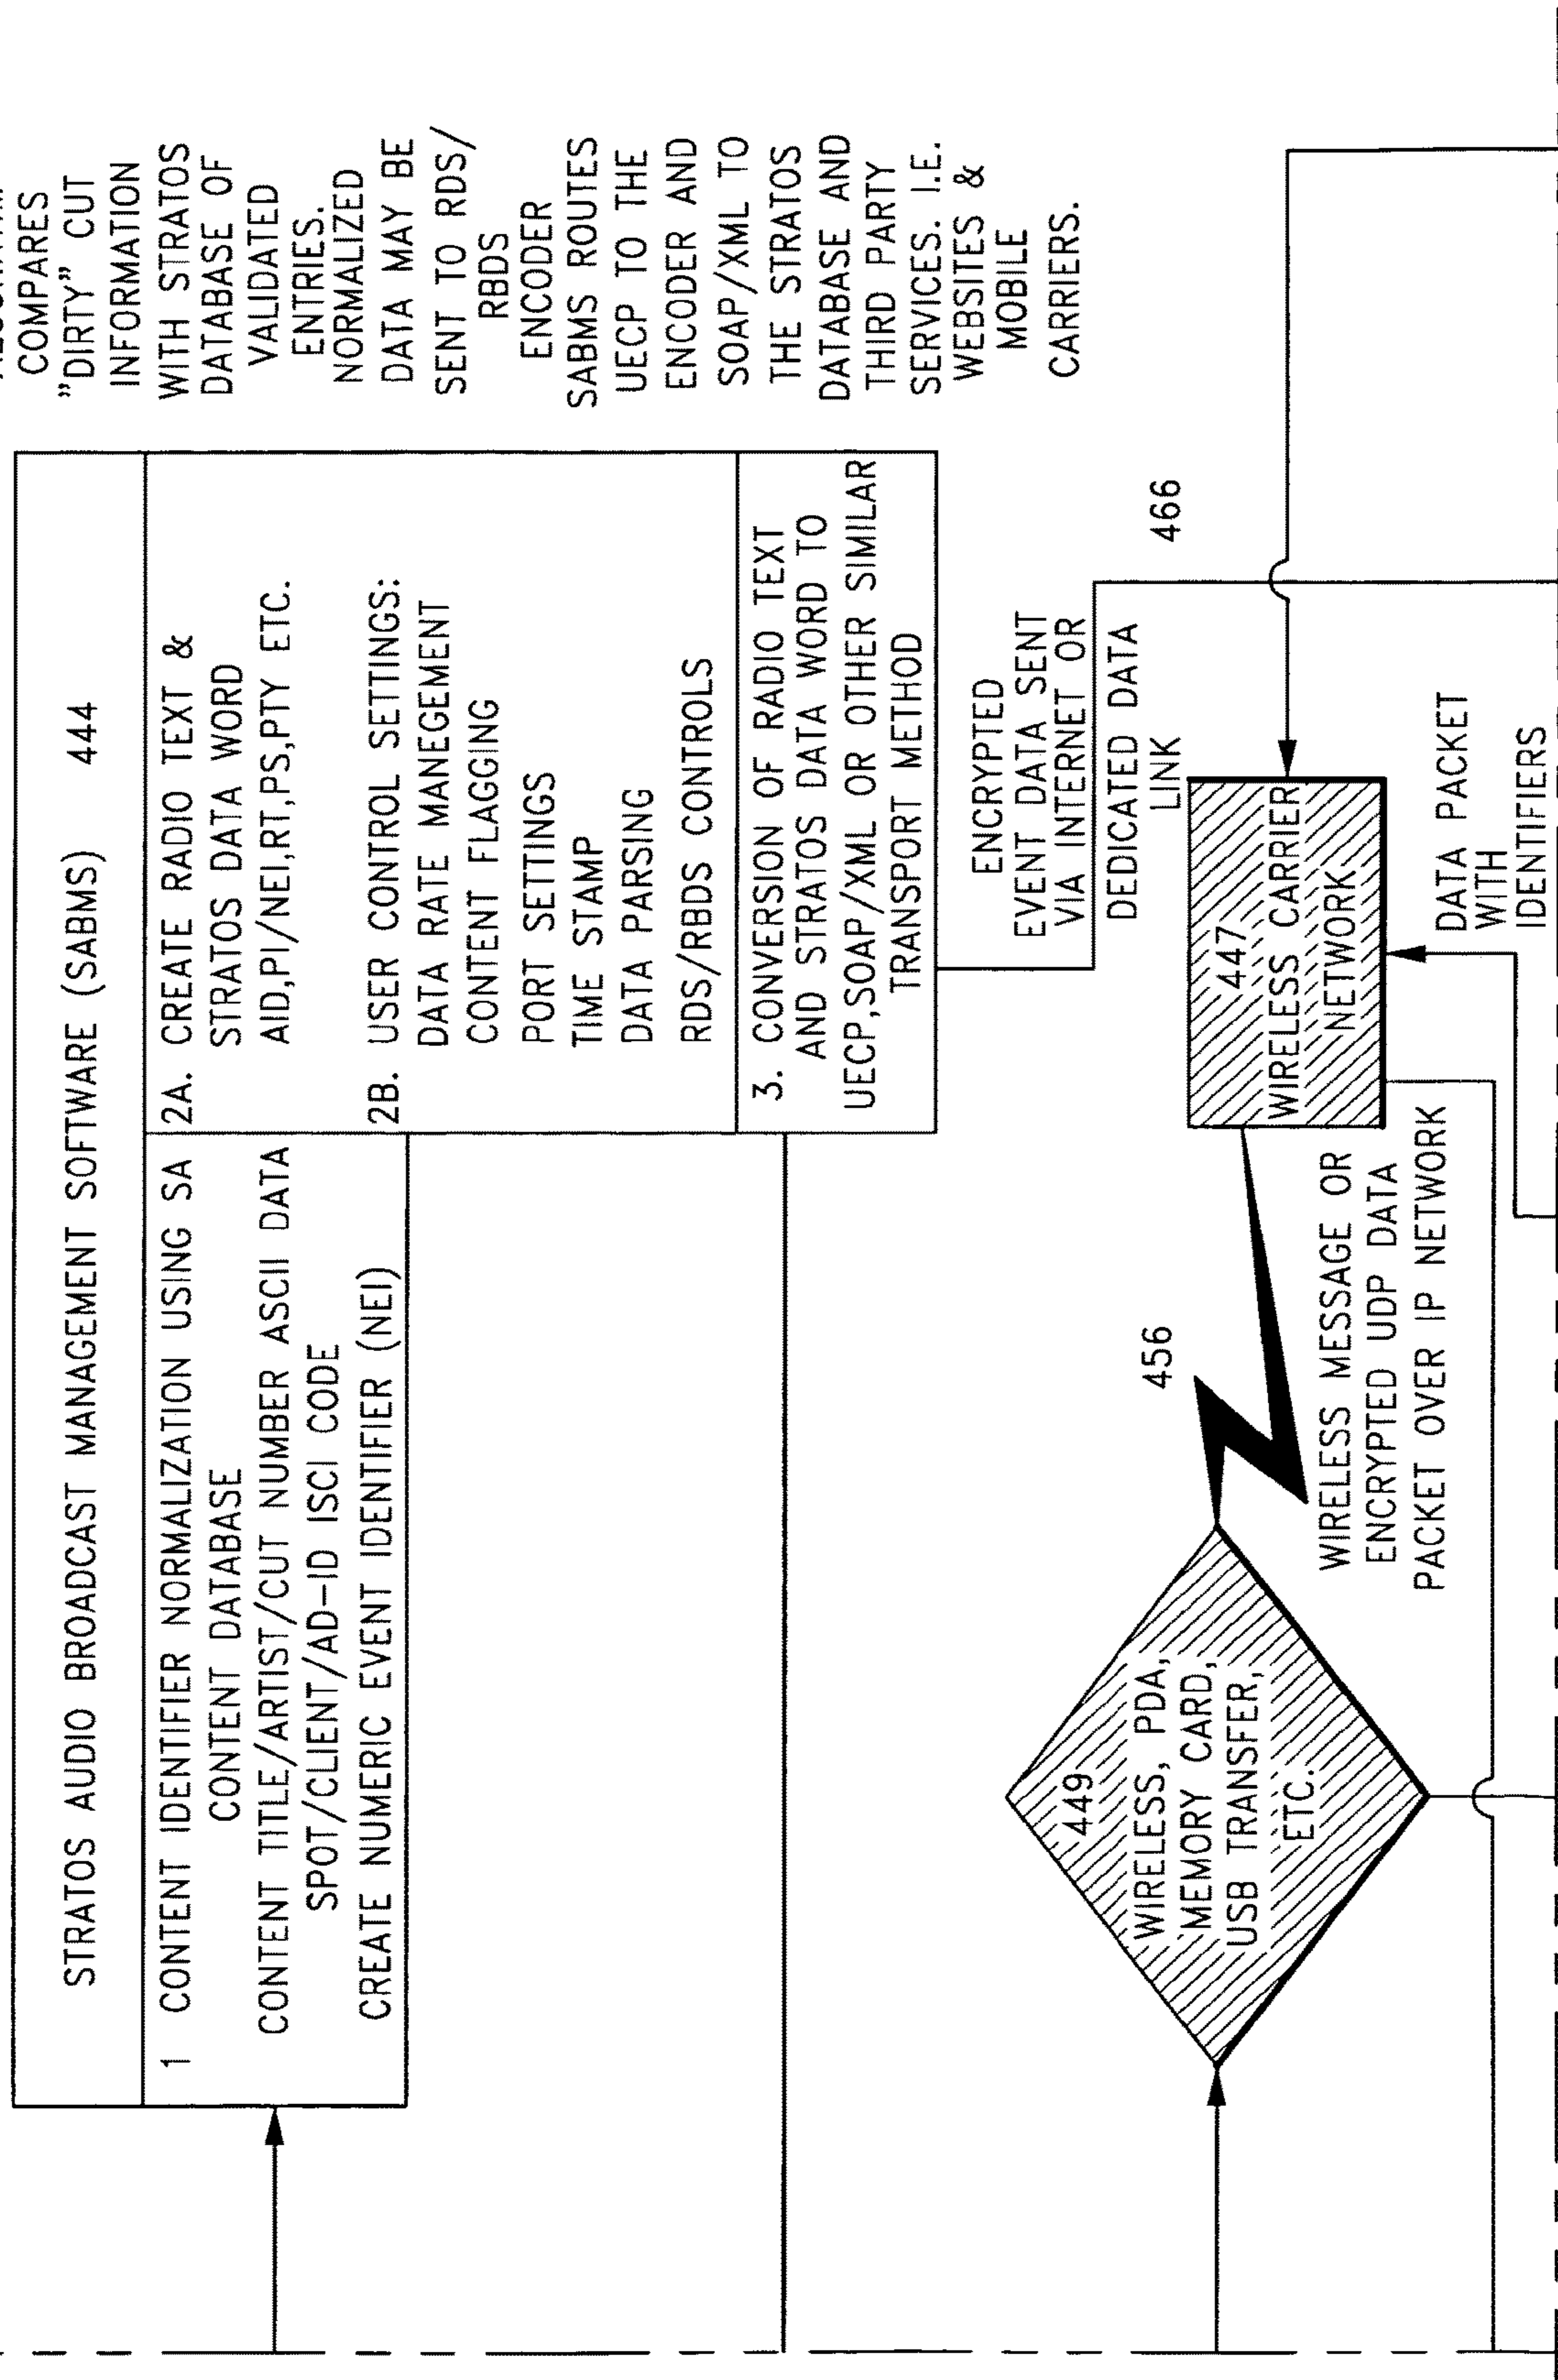 COMPARES
"DIRTY" CUT
INFORMATION
WITH STRATOS
DATABASE OF
VALIDATED
ENTRIES.
NORMALIZED
DATA MAY BE
SENT TO RDS/
RBDS
ENCODER
SABMS ROUTES
UECP TO THE
ENCODER AND
SOAP/XML TO
THE STRATOS
DATABASE AND
THIRD PARTY
SERVICES. I.E.
WEBSITES &
MOBILE
CARRIERS.
STRATOS AUDIO BROADCAST MANAGEMENT SOFTWARE (SABMS) 444
1 CONTENT IDENTIFIER NORMALIZATION USING SA
CONTENT DATABASE
CONTENT TITLE/ARTIST/CUT NUMBER ASCII DATA
SPOT/CLIENT/AD-ID ISCI CODE
CREATE NUMERIC EVENT IDENTIFIER (NEI)
2A. CREATE RADIO TEXT &
STRATOS DATA WORD
AID,PI/NEI,RT,PS,PTY ETC.
2B. USER CONTROL SETTINGS:
DATA RATE MANEGEMENT
CONTENT FLAGGING
PORT SETTINGS
TIME STAMP
DATA PARSING
RDS/RBDS CONTROLS
3. CONVERSION OF RADIO TEXT
AND STRATOS DATA WORD TO
UECP,SOAP/XML OR OTHER SIMILAR
TRANSPORT METHOD
ENCRYPTED
EVENT DATA SENT
VIA INTERNET OR
DEDICATED DATA
LINK
466
449
WIRELESS, PDA,
MEMORY CARD,
USB TRANSFER,
ETC.
456
WIRELESS MESSAGE OR
ENCRYPTED UDP DATA
PACKET OVER IP NETWORK
447
WIRELESS CARRIER
NETWORK
DATA PACKET
WITH
IDENTIFIERS